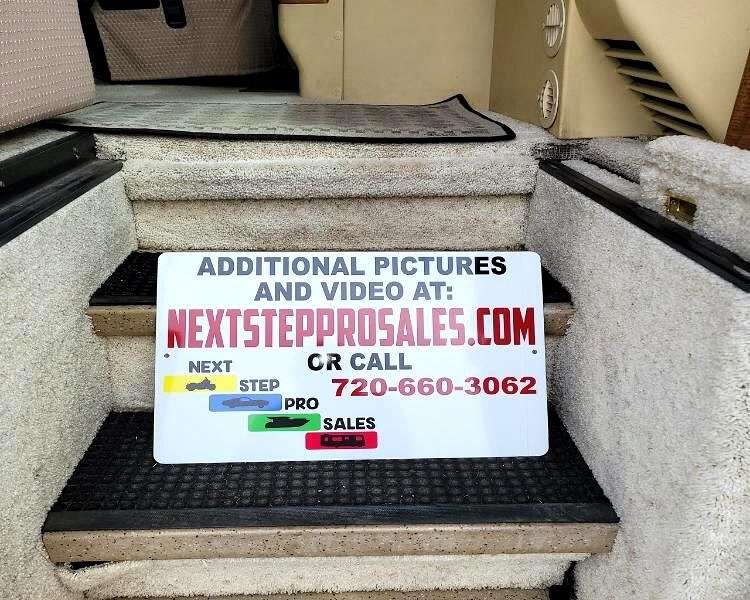 ADDITIONAL PICTURES
AND VIDEO AT:
NEXTSTEPPROSALES.COM
OR CALL
720-660-3062
NEXT
STEP
PRO
SALES